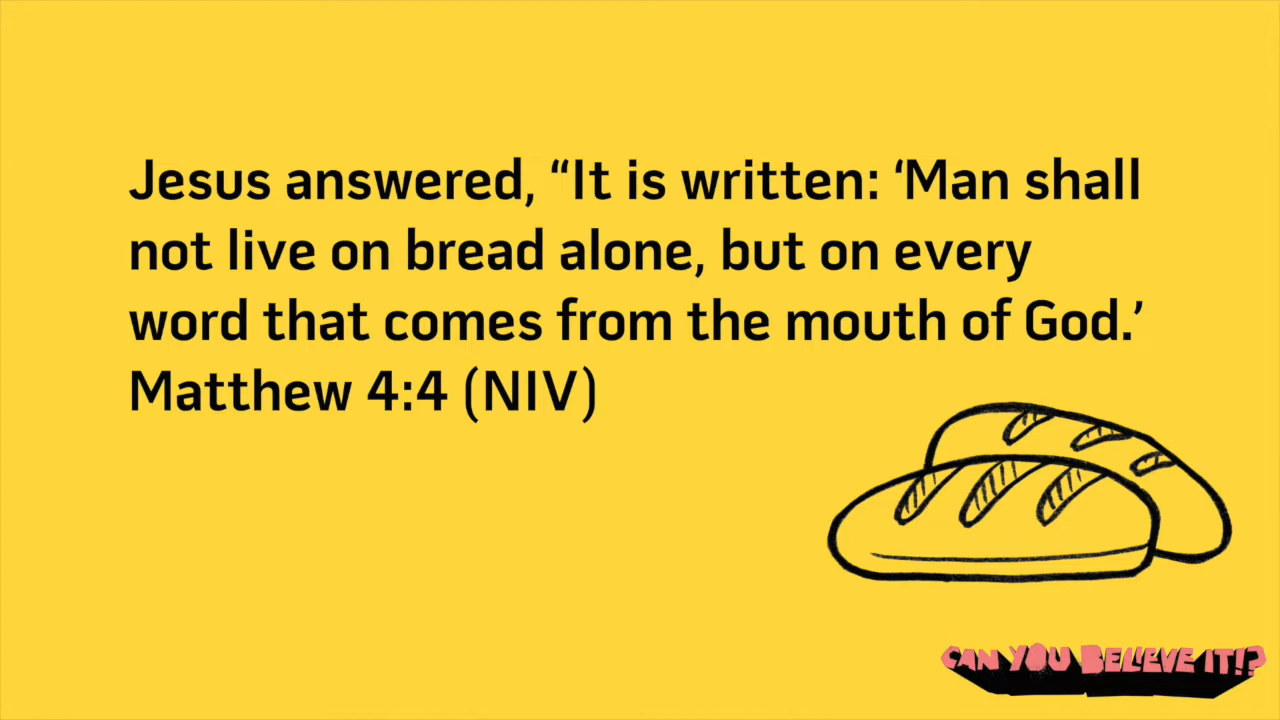 Jesus answered, “It is written: ‘Man shall
not live on bread alone, but on every
word that comes from the mouth of God.’
Matthew 4:4 (NIV)
CAN YOU BELIEVE IT!?